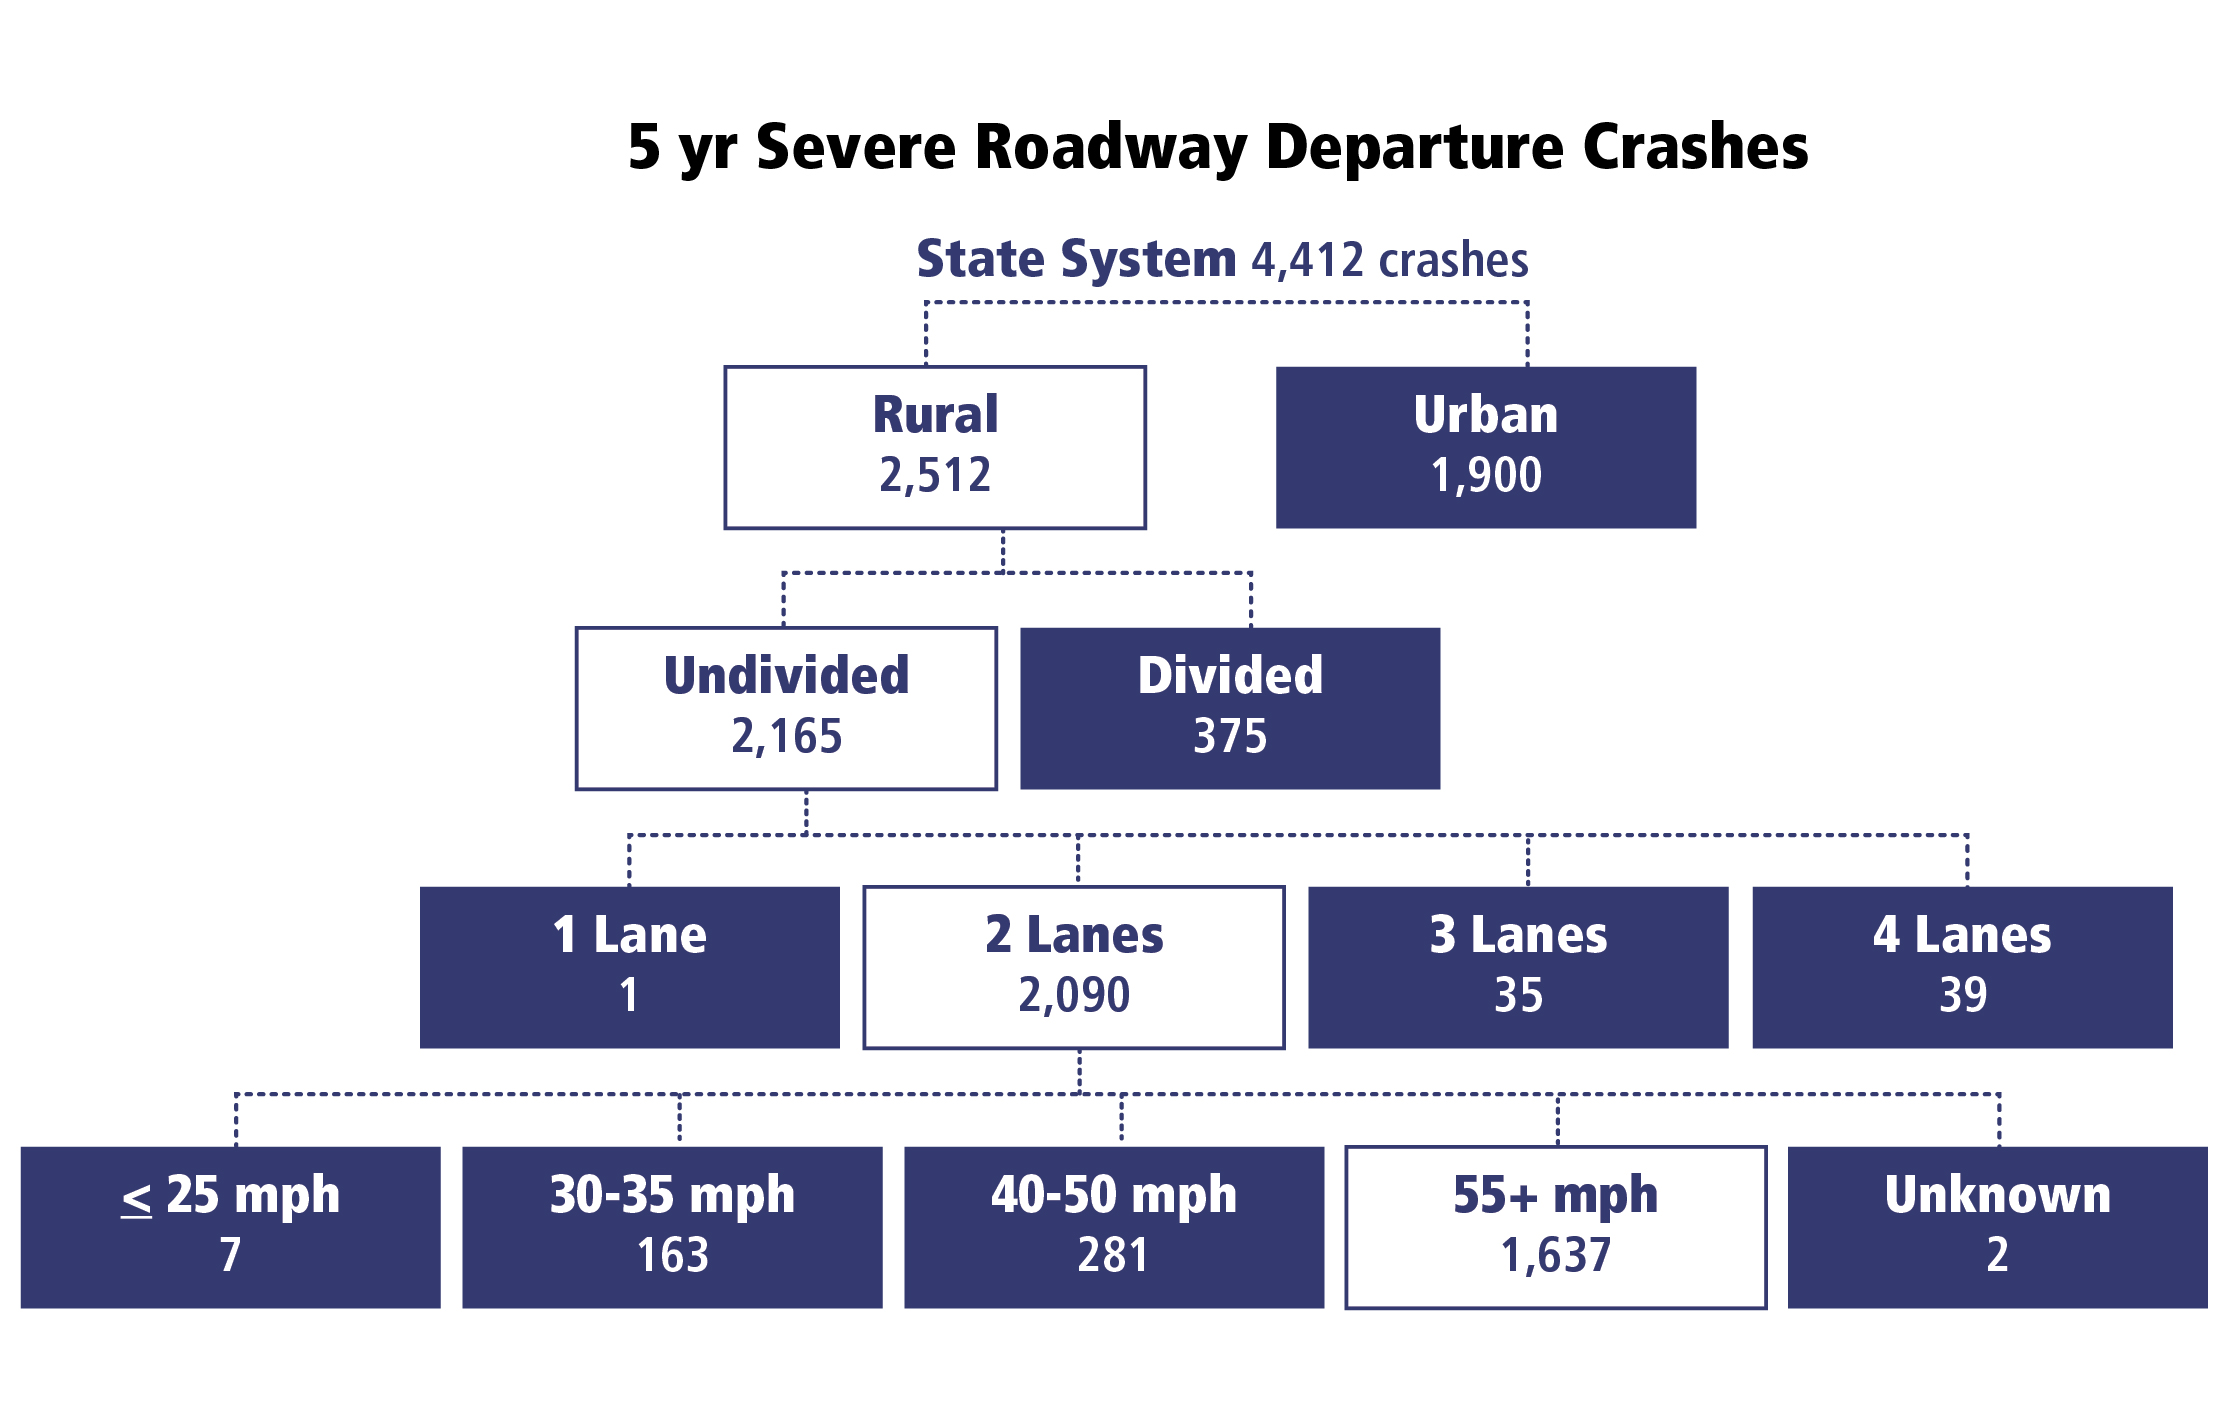 5 yr Severe Roadway Departure Crashes
State System 4,412 crashes
Rural
2,512
Urban
1,900
Undivided
2,165
Divided
375
1 Lane
1
2 Lanes
2,090
3 Lanes
35
4 Lanes
39
≤ 25 mph
7
30-35 mph
163
40-50 mph
281
55+ mph
1,637
Unknown
2